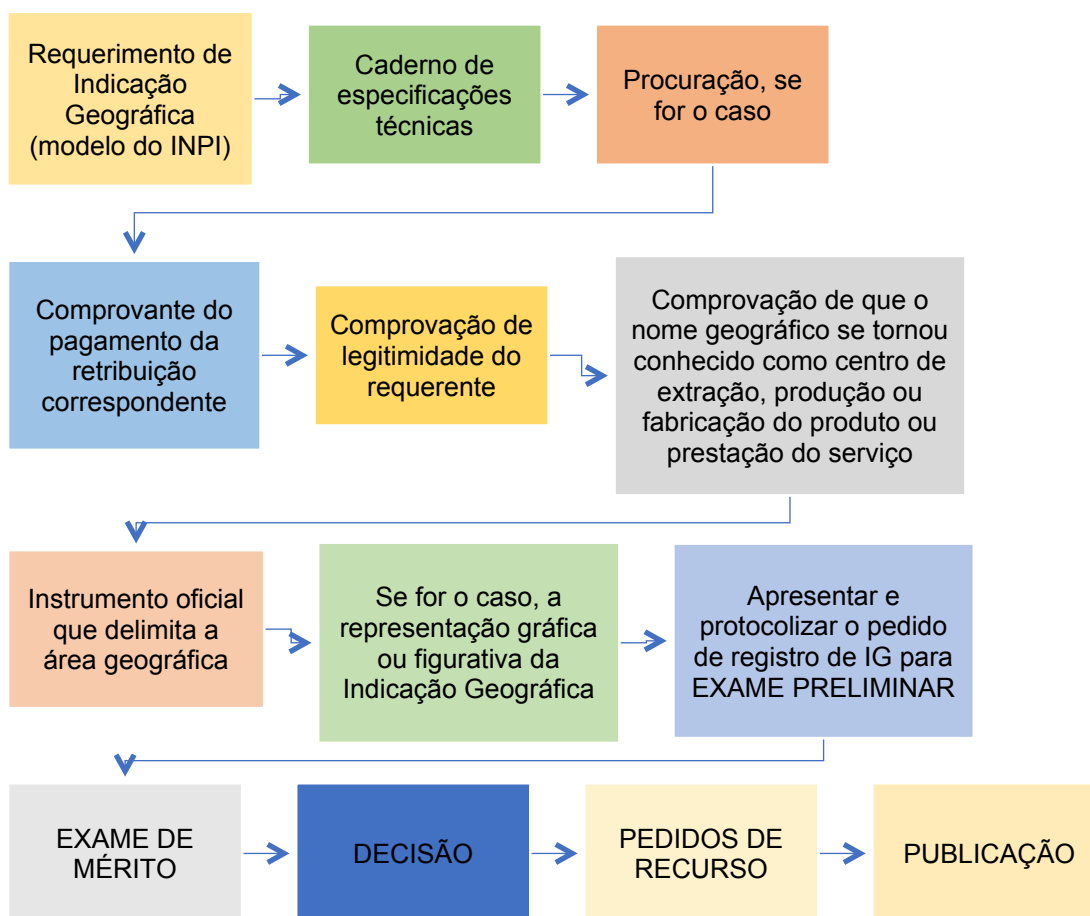 Requerimento de
Indicação
Geográfica
(modelo do INPI)
Caderno de
especificações
técnicas
Procuração, se
for o caso
Comprovante do
pagamento da
retribuição
correspondente
Comprovação de
legitimidade do
requerente
Comprovação de que o
nome geográfico se tornou
conhecido como centro de
extração, produção ou
fabricação do produto ou
prestação do serviço
Instrumento oficial
que delimita a
área geográfica
Se for o caso, a
representação gráfica
ou figurativa da
Indicação Geográfica
Apresentar e
protocolizar o pedido
de registro de IG para
EXAME PRELIMINAR
EXAME DE
MÉRITO
DECISÃO
PEDIDOS DE
RECURSO
PUBLICAÇÃO